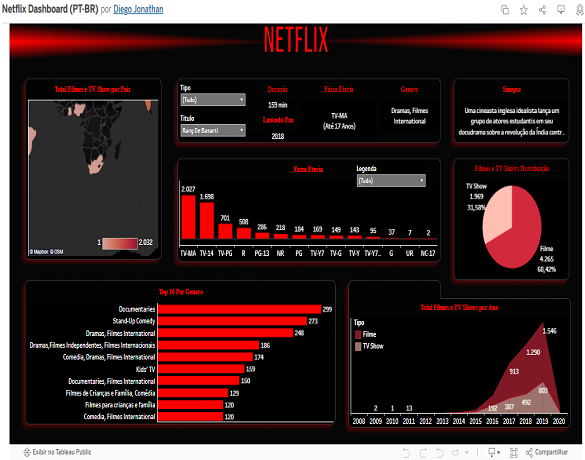 Netflix Dashboard (PT-BR) por Diego Jonathan
NETFLIX
Total Filmes e TV Show por País
1 2.032
© Mapbox © OSM
Tipo
(Tudo)
Título
Rang De Basanti
Duração
159 min
Lançada Em
2018
Faixa Etaria
TV-MA
(Até 17 Anos)
Genero
Dramas, Filmes
International
Sinopse
Uma cineasta inglesa idealista lança um
grupo de atores estudantis em seu
docudrama sobre a revolução da Índia contr..
Faixa Etaria
Legenda
(Tudo)
2.027 1.698 701 508 286 218 184 169 149 143 95 37 7 2
TV-MA TV-14 TV-PG R PG-13 NR PG TV-Y7 TV-G TV-Y TV-Y7.. G UR NC-17
Filmes e TV Shows Distribuição
TV Show
1.969
31,58%
Filme
4.265
68,42%
Top 10 Por Genero
Documentaries 299
Stand-Up Comedy 273
Dramas, Filmes International 248
Dramas,Filmes Independentes, Filmes Internacionais 186
Comedia, Dramas, Filmes International 174
Kids' TV 159
Documentaries, Filmes International 150
Filmes de Crianças e Família, Comédia 129
Filmes para crianças e família 120
Comedia, Filmes International 120
Total Filmes e TV Shows por Ano
Tipo
Filme
TV Show
2 1 13 913 1.290 1.546
192 387 492 803
2008 2009 2010 2011 2012 2013 2014 2015 2016 2017 2018 2019 2020
Exibir no Tableau Public
Compartilhar